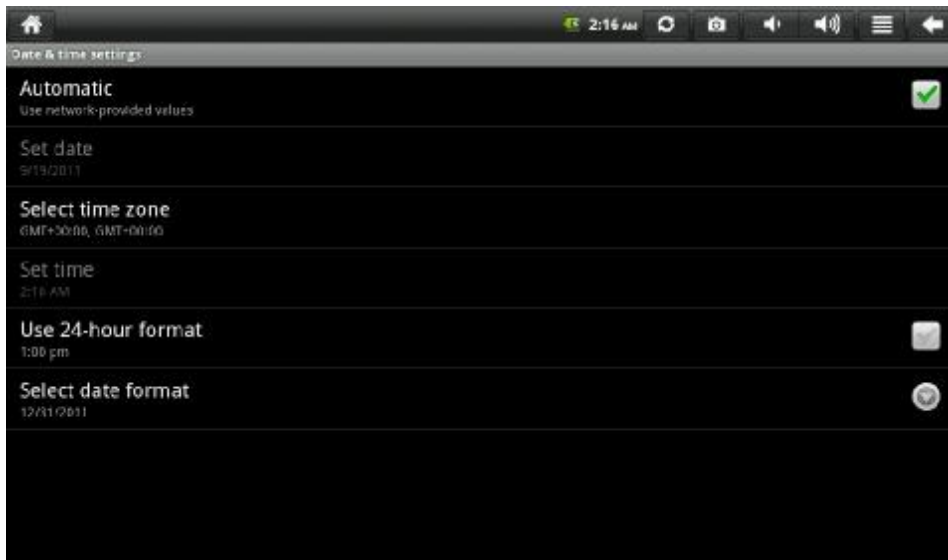 2:16 AM
Date & time settings
Automatic
Use network-provided values
Set date
9/19/2011
Select time zone
GMT+00:00, GMT+00:00
Set time
2:16 AM
Use 24-hour format
1:00 pm
Select date format
12/31/2011